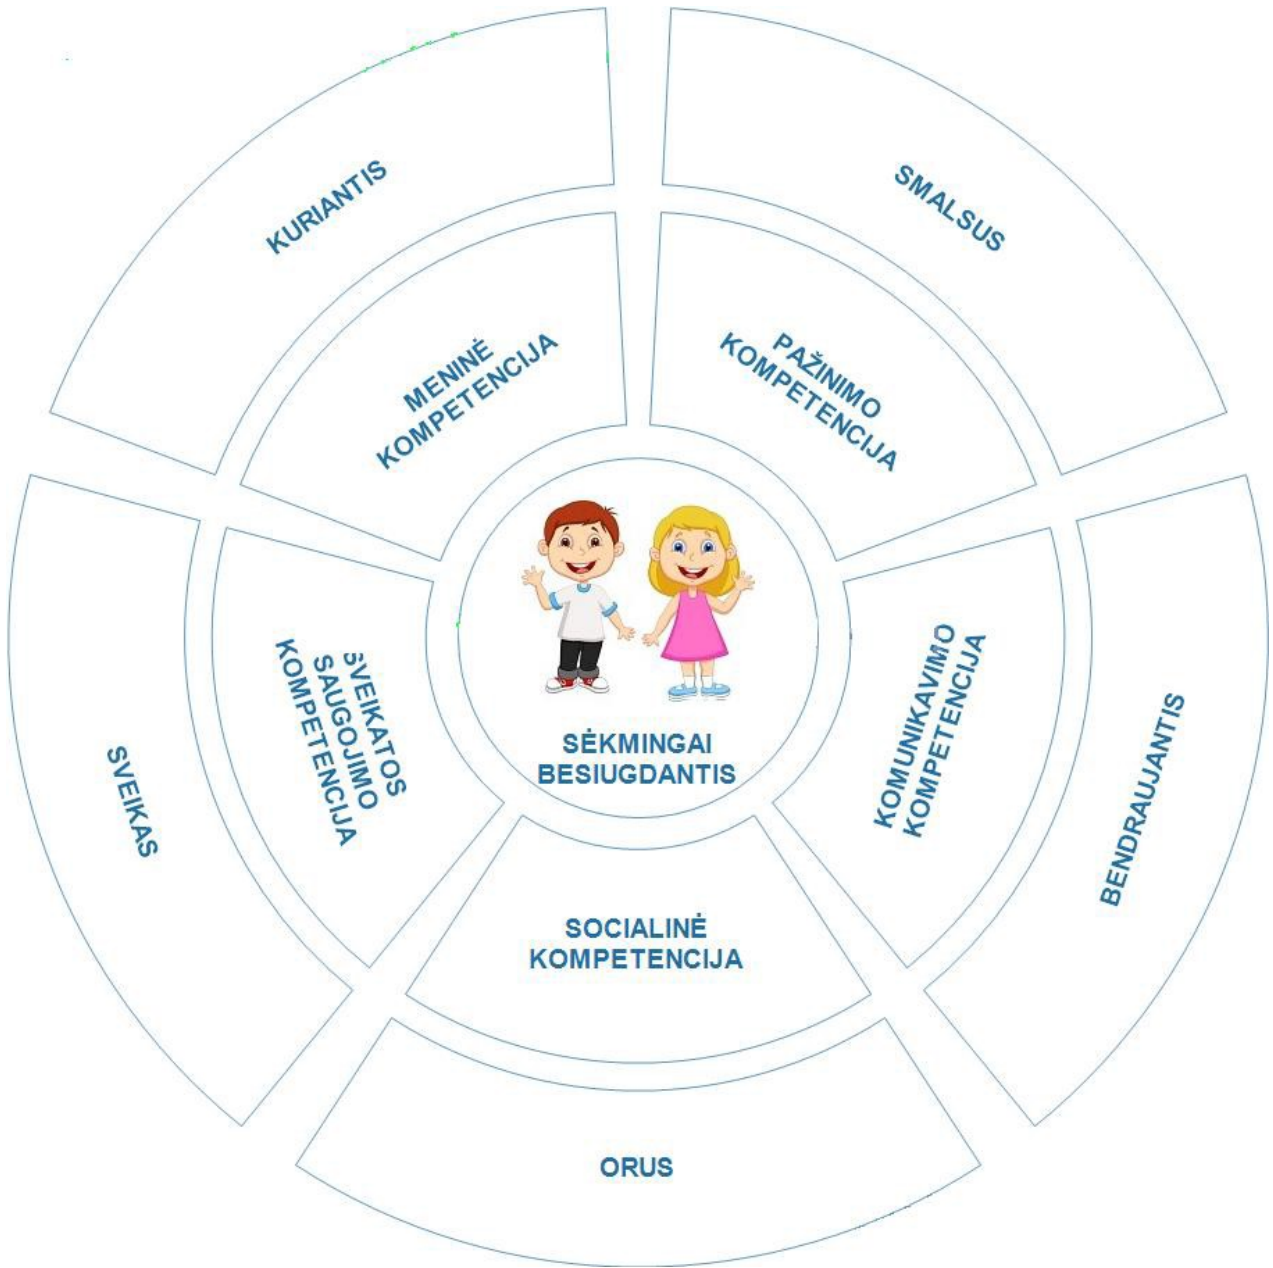 KURIANTIS
SMALSUS
MENINĖ
KOMPETENCIJA
PAŽINIMO
KOMPETENCIJA
SVEIKATOS
SAUGOJIMO
KOMPETENCIJA
KOMUNIKAVIMO
KOMPETENCIJA
SVEIKAS
BENDRAUJANTIS
SĖKMINGAI
BESIUGDANTIS
SOCIALINĖ
KOMPETENCIJA
ORUS